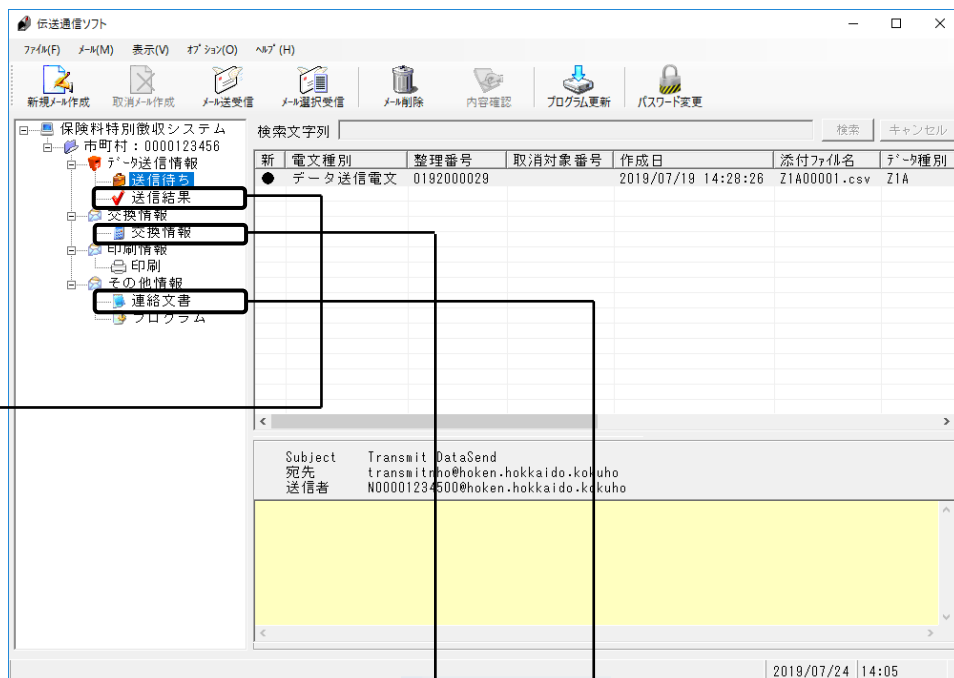 伝送通信ソフト
ﾌｧｲﾙ(F) ﾒｰﾙ(M) 表示(V) ｵﾌﾟｼｮﾝ(O) ﾍﾙﾌﾟ(H)
新規ﾒｰﾙ作成 取消ﾒｰﾙ作成 ﾒｰﾙ送受信 ﾒｰﾙ選択受信 ﾒｰﾙ削除 内容確認 ﾌﾟﾛｸﾞﾗﾑ更新 ﾊﾟｽﾜｰﾄﾞ変更
保険料特別徴収システム
市町村：0000123456
ﾃﾞｰﾀ送信情報
送信待ち
送信結果
交換情報
交換情報
印刷情報
印刷
その他情報
連絡文書
プログラム
検索文字列 検索 キャンセル
新 電文種別 整理番号 取消対象番号 作成日 添付ﾌｧｲﾙ名 ﾃﾞｰﾀ種別
● データ送信電文 0192000029 2019/07/19 14:28:26 Z1A00001.csv Z1A
Subject Transmit DataSend
宛先 transmitnho@hoken.hokkaido.kokuho
送信者 N00001234500@hoken.hokkaido.kokuho
2019/07/24 14:05